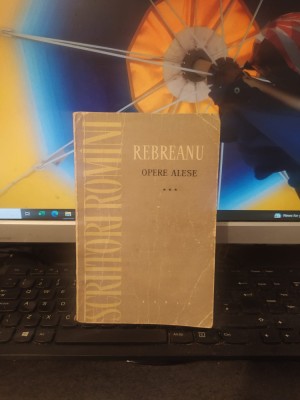 SCRIITORI ROMÎNI
REBREANU
OPERE ALESE
***